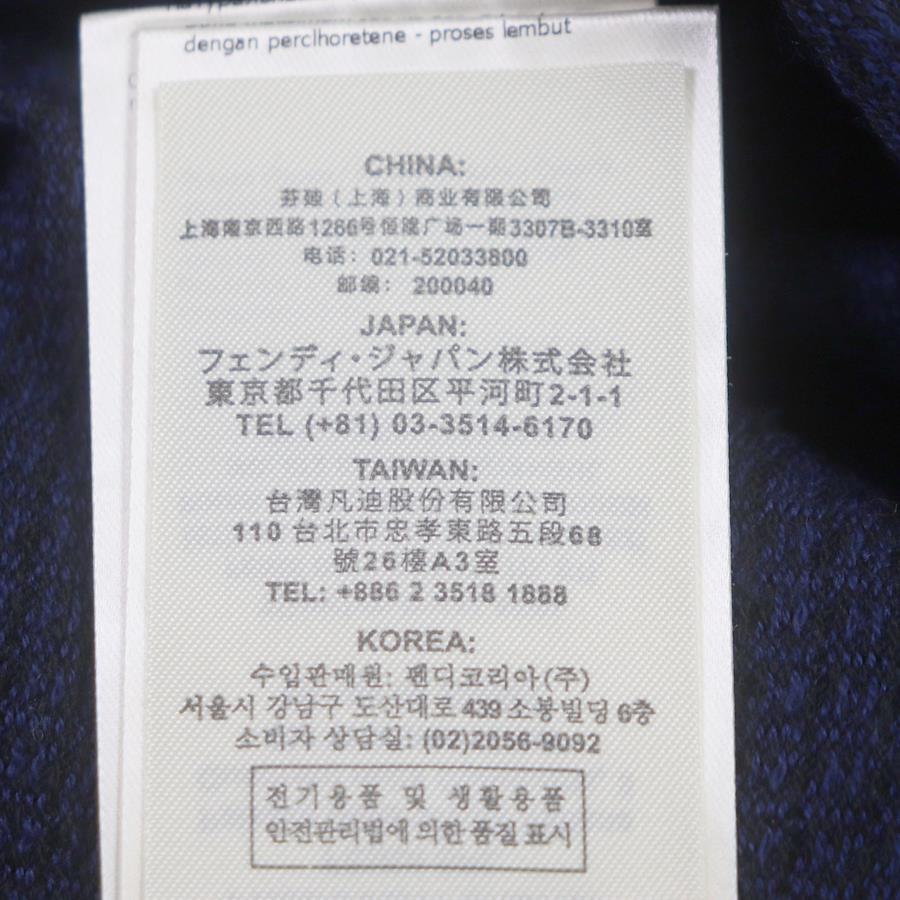 dengan perclhoretene - proses lembut
CHINA:
芬迪（上海）商业有限公司
上海南京西路1266号恒隆广场一期3307B-3310室
电话： 021-52033800
邮编： 200040
JAPAN:
フェンディ・ジャパン株式会社
東京都千代田区平河町2-1-1
TEL (+81) 03-3514-6170
TAIWAN:
台灣凡迪股份有限公司
110 台北市忠孝東路五段68
號26樓A3室
TEL: +886 2 3518 1888
KOREA:
수입판매원: 펜디코리아(주)
서울시 강남구 도산대로 439 소봉빌딩 6층
소비자 상담실: (02)2056-9092
전기용품 및 생활용품
안전관리법에 의한 품질 표시